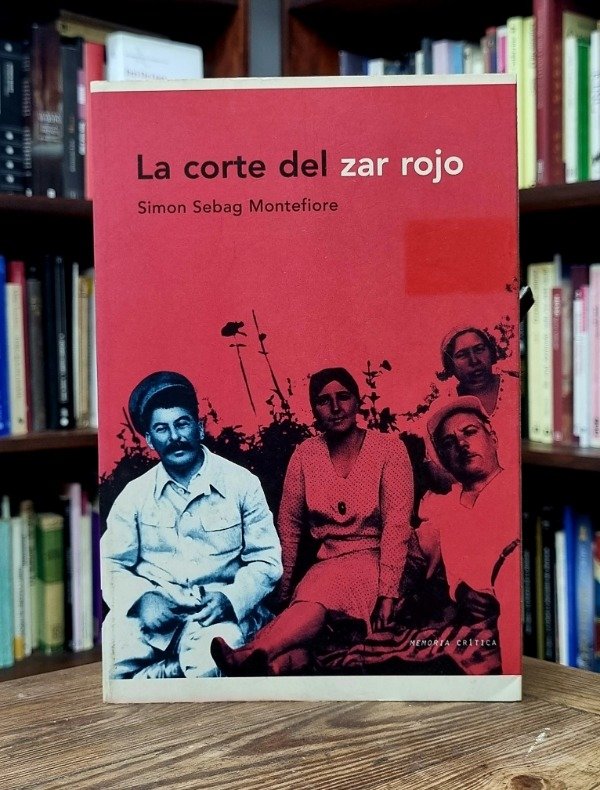 La corte del zar rojo
Simon Sebag Montefiore
MEMORIA CRÍTICA